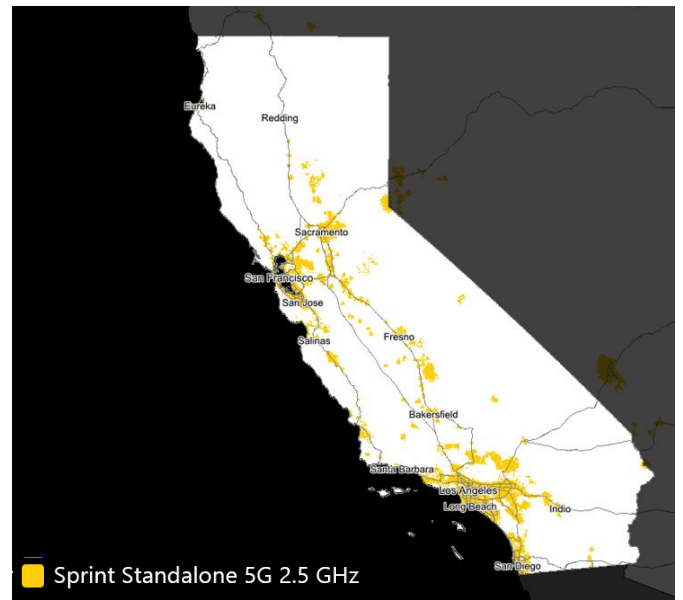 Eureka
Redding
Sacramento
San Francisco
San Jose
Salinas
Fresno
Bakersfield
Santa Barbara
Los Angeles
Long Beach
Indio
San Diego
Sprint Standalone 5G 2.5 GHz